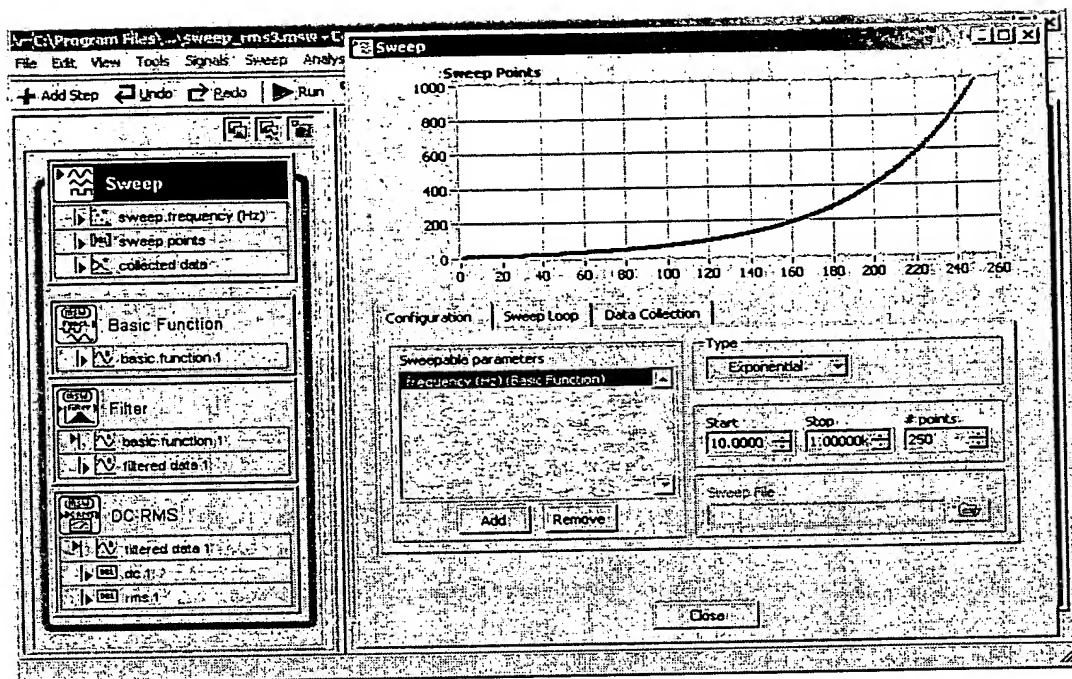 C:\Program Files\...\sweep_rms3.msw - C
File Edit View Tools Signals Sweep Analys
Add Step Undo Redo Run
Sweep
sweep frequency (Hz)
sweep points
collected data
Basic Function
basic function 1
Filter
basic function 1
filtered data 1
DC-RMS
filtered data 1
dc 1
rms 1
Sweep
Sweep Points
1000
800
600
400
200
0
0 20 40 60 80 100 120 140 160 180 200 220 240 260
Configuration Sweep Loop Data Collection
Sweepable parameters
frequency (Hz) (Basic Function)
Add Remove
Type
Exponential
Start Stop # points
10.0000 1.00000k 250
Sweep File
Close